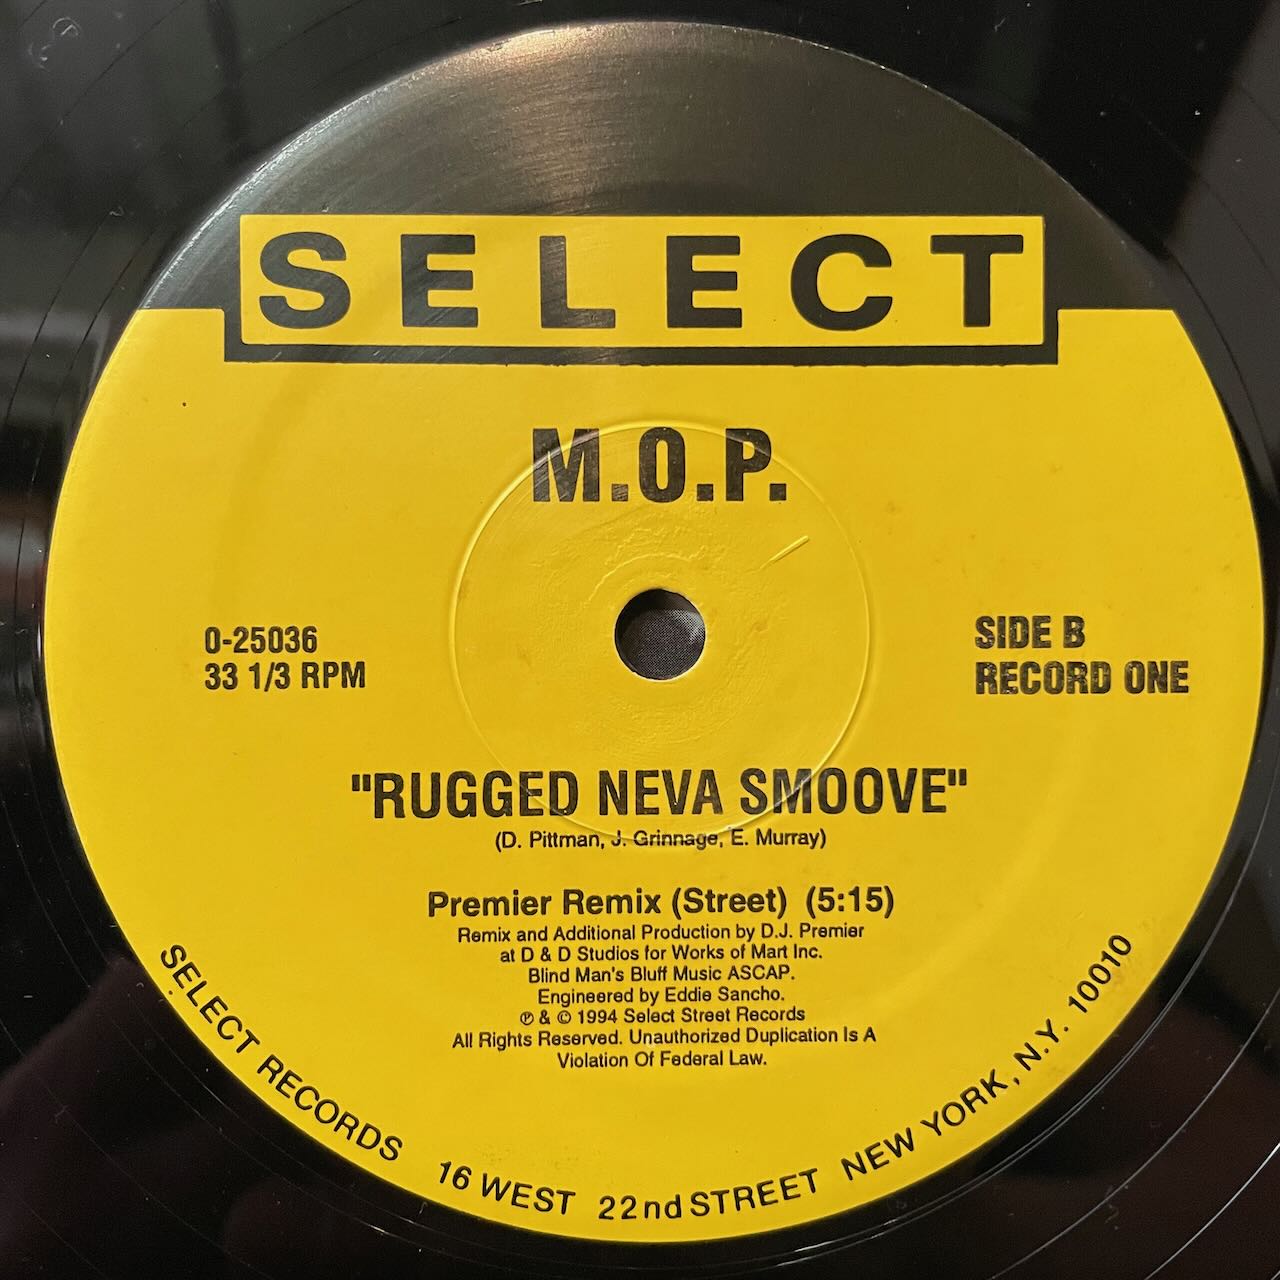 SELECT
M.O.P.
0-25036
33 1/3 RPM
SIDE B
RECORD ONE
"RUGGED NEVA SMOOVE"
(D. Pittman, J. Grinnage, E. Murray)
Premier Remix (Street) (5:15)
Remix and Additional Production by D.J. Premier
at D & D Studios for Works of Mart Inc.
Blind Man's Bluff Music ASCAP.
Engineered by Eddie Sancho.
℗ & © 1994 Select Street Records
All Rights Reserved. Unauthorized Duplication Is A
Violation Of Federal Law.
SELECT RECORDS 16 WEST 22nd STREET NEW YORK, N.Y. 10010